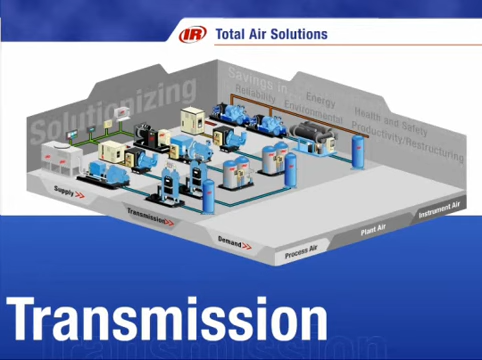 IR Total Air Solutions
Solutionizing
Savings in
Reliability
Energy
Environmental
Health and Safety
Productivity/Restructuring
Supply >>
Transmission >>
Demand >>
Process Air
Plant Air
Instrument Air
Transmission
Transmission